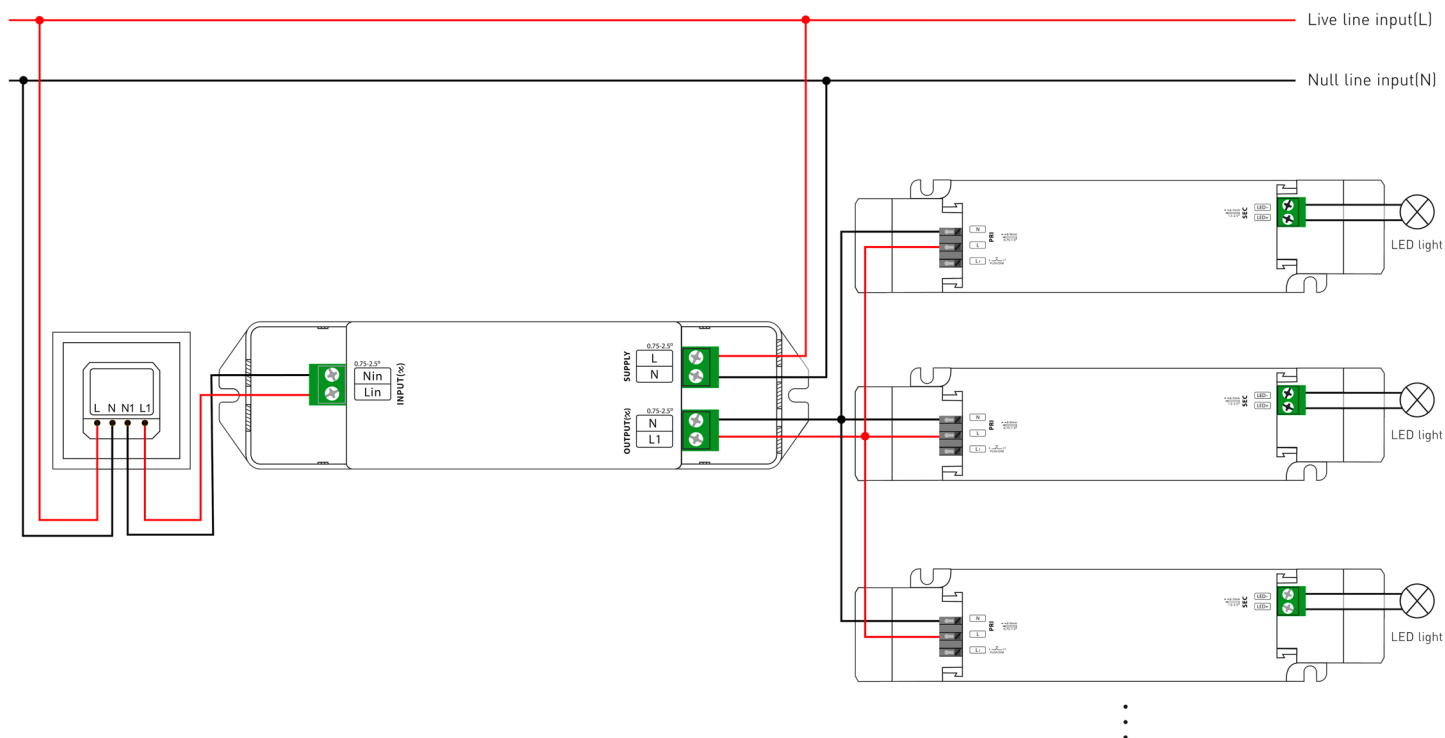 Live line input(L)
Null line input(N)
N
PRI
L
SEC
LED-
LED+
LED light
L N N1 L1
0.75-2.5²
Nin
Lin
INPUT
SUPPLY
0.75-2.5²
L
N
OUTPUT
0.75-2.5²
N
L1
N
PRI
L
SEC
LED-
LED+
LED light
N
PRI
L
SEC
LED-
LED+
LED light